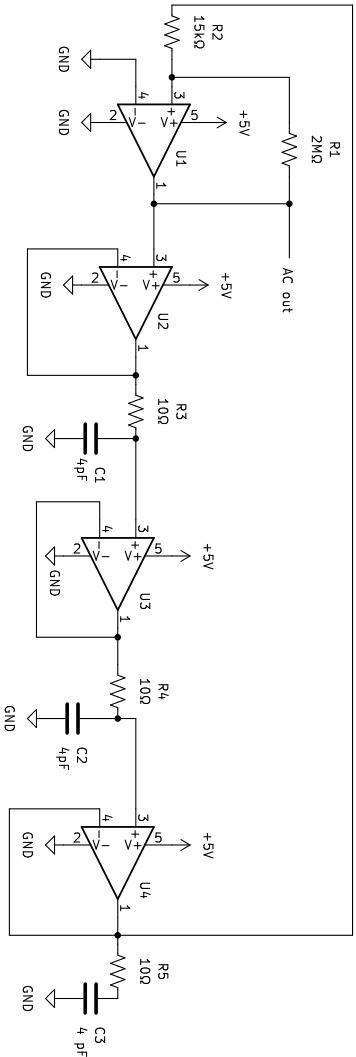 R2
15kΩ
R1
2MΩ
AC out
GND
GND
4
3
2
5
-
+
V-
V+
+5V
U1
1
4
3
2
5
-
+
V-
V+
+5V
GND
U2
1
R3
10Ω
C1
4pF
GND
4
3
2
5
-
+
V-
V+
+5V
GND
U3
1
R4
10Ω
C2
4pF
GND
4
3
2
5
-
+
V-
V+
+5V
GND
U4
1
R5
10Ω
C3
4 pF
GND